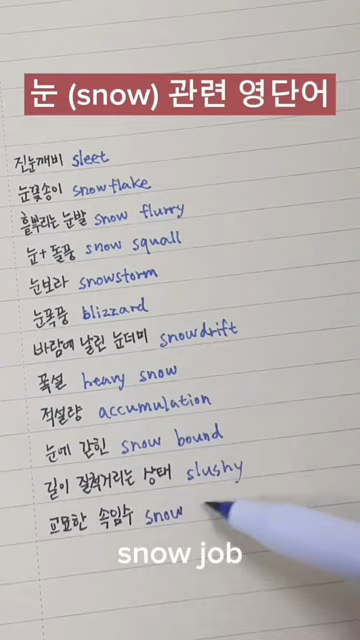 눈 (snow) 관련 영단어
진눈깨비 sleet
눈꽃송이 snowflake
흩뿌리는 눈발 snow flurry
눈+돌풍 snow squall
눈보라 snowstorm
눈폭풍 blizzard
바람에 날린 눈더미 snowdrift
폭설 heavy snow
적설량 accumulation
눈에 갇힌 snow bound
길이 질척거리는 상태 slushy
교묘한 속임수 snow
snow job